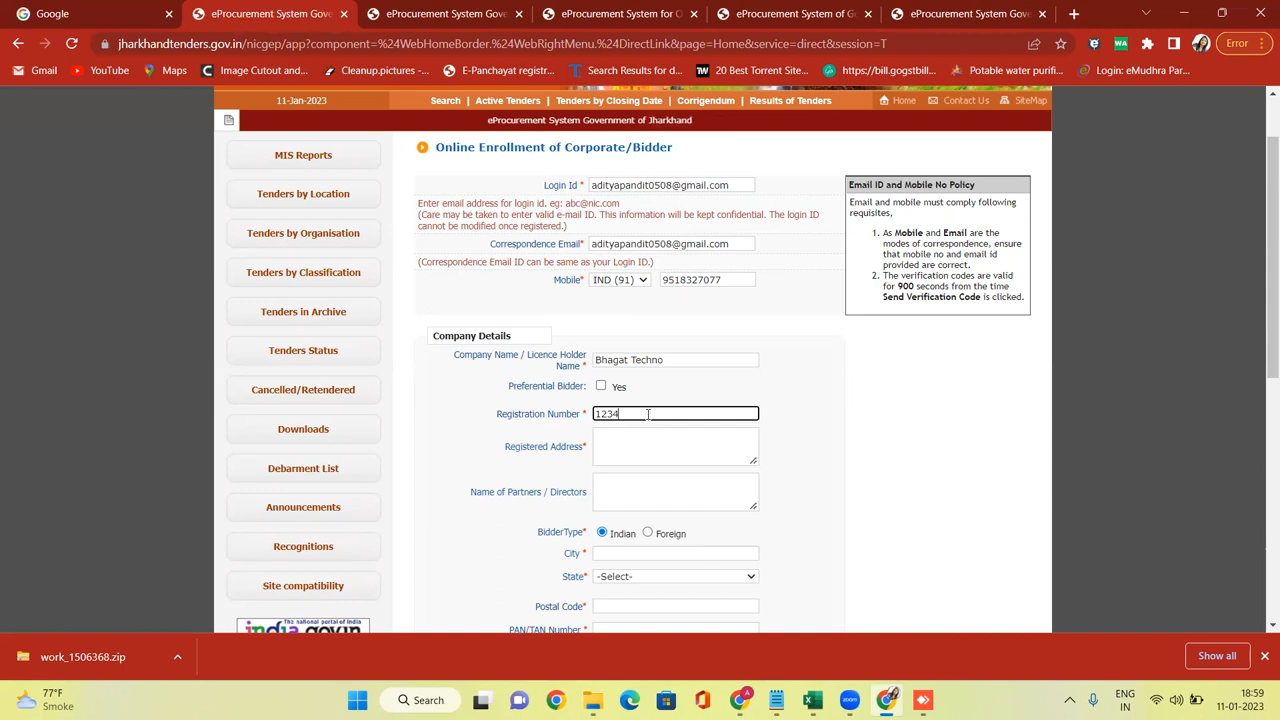 Google
eProcurement System Gove
eProcurement System Gov
eProcurement System for C
eProcurement System of G
eProcurement System Gov
jharkhandtenders.gov.in/nicgep/app?component=%24WebHomeBorder.%24WebRightMenu.%24DirectLink&page=Home&service=direct&session=T
Error
Gmail
YouTube
Maps
Image Cutout and...
Cleanup.pictures -...
E-Panchayat registr...
Search Results for d...
20 Best Torrent Site...
https://bill.gogstbill...
Potable water purifi...
Login: eMudhra Par...
11-Jan-2023
Search | Active Tenders | Tenders by Closing Date | Corrigendum | Results of Tenders
Home
Contact Us
SiteMap
eProcurement System Government of Jharkhand
MIS Reports
Tenders by Location
Tenders by Organisation
Tenders by Classification
Tenders in Archive
Tenders Status
Cancelled/Retendered
Downloads
Debarment List
Announcements
Recognitions
Site compatibility
The national portal of India
india.gov.in
Online Enrollment of Corporate/Bidder
Login Id * adityapandit0508@gmail.com
Enter email address for login id. eg: abc@nic.com
(Care may be taken to enter valid e-mail ID. This information will be kept confidential. The login ID
cannot be modified once registered.)
Correspondence Email* adityapandit0508@gmail.com
(Correspondence Email ID can be same as your Login ID.)
Mobile* IND (91) 9518327077
Company Details
Company Name / Licence Holder
Name * Bhagat Techno
Preferential Bidder: Yes
Registration Number * 1234
Registered Address*
Name of Partners / Directors
BidderType* Indian Foreign
City *
State* -Select-
Postal Code*
PAN/TAN Number *
Email ID and Mobile No Policy
Email and mobile must comply following
requisites,
1. As Mobile and Email are the
modes of correspondence, ensure
that mobile no and email id
provided are correct.
2. The verification codes are valid
for 900 seconds from the time
Send Verification Code is clicked.
work_1506368.zip
Show all
77°F
Smoke
Search
ENG
IN
18:59
11-01-2023